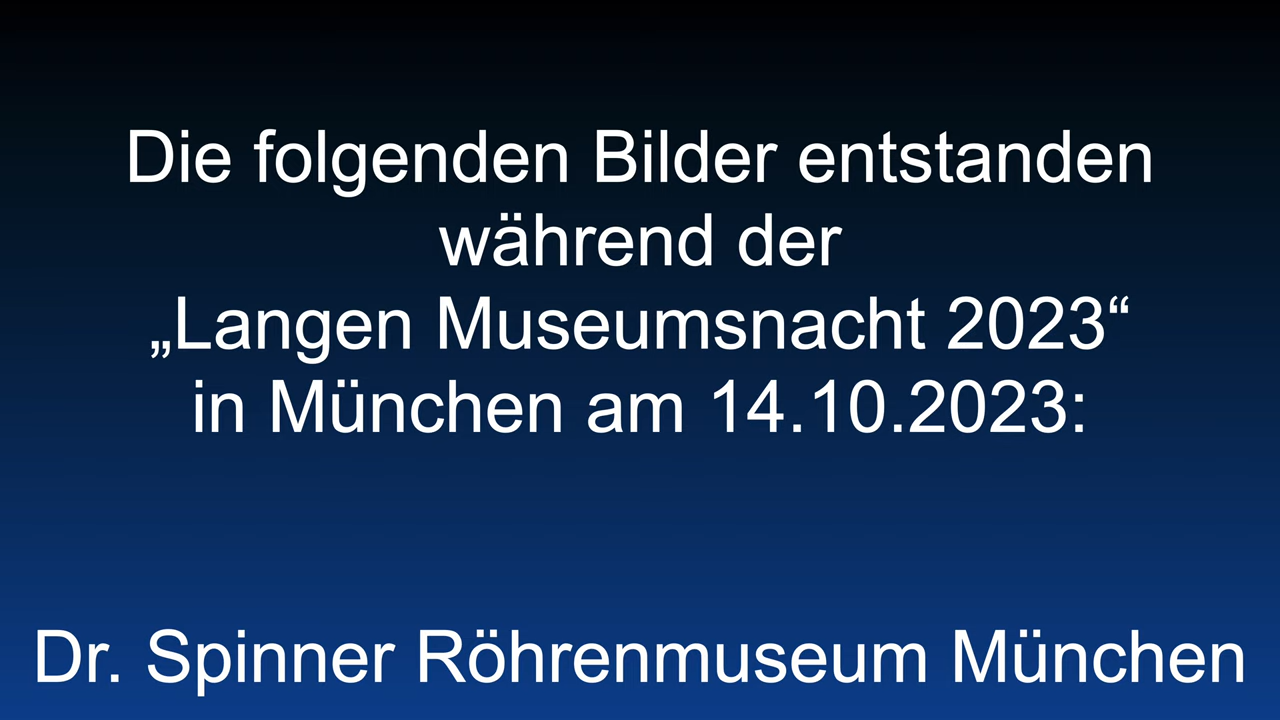 Die folgenden Bilder entstanden
während der
„Langen Museumsnacht 2023“
in München am 14.10.2023:
Dr. Spinner Röhrenmuseum München